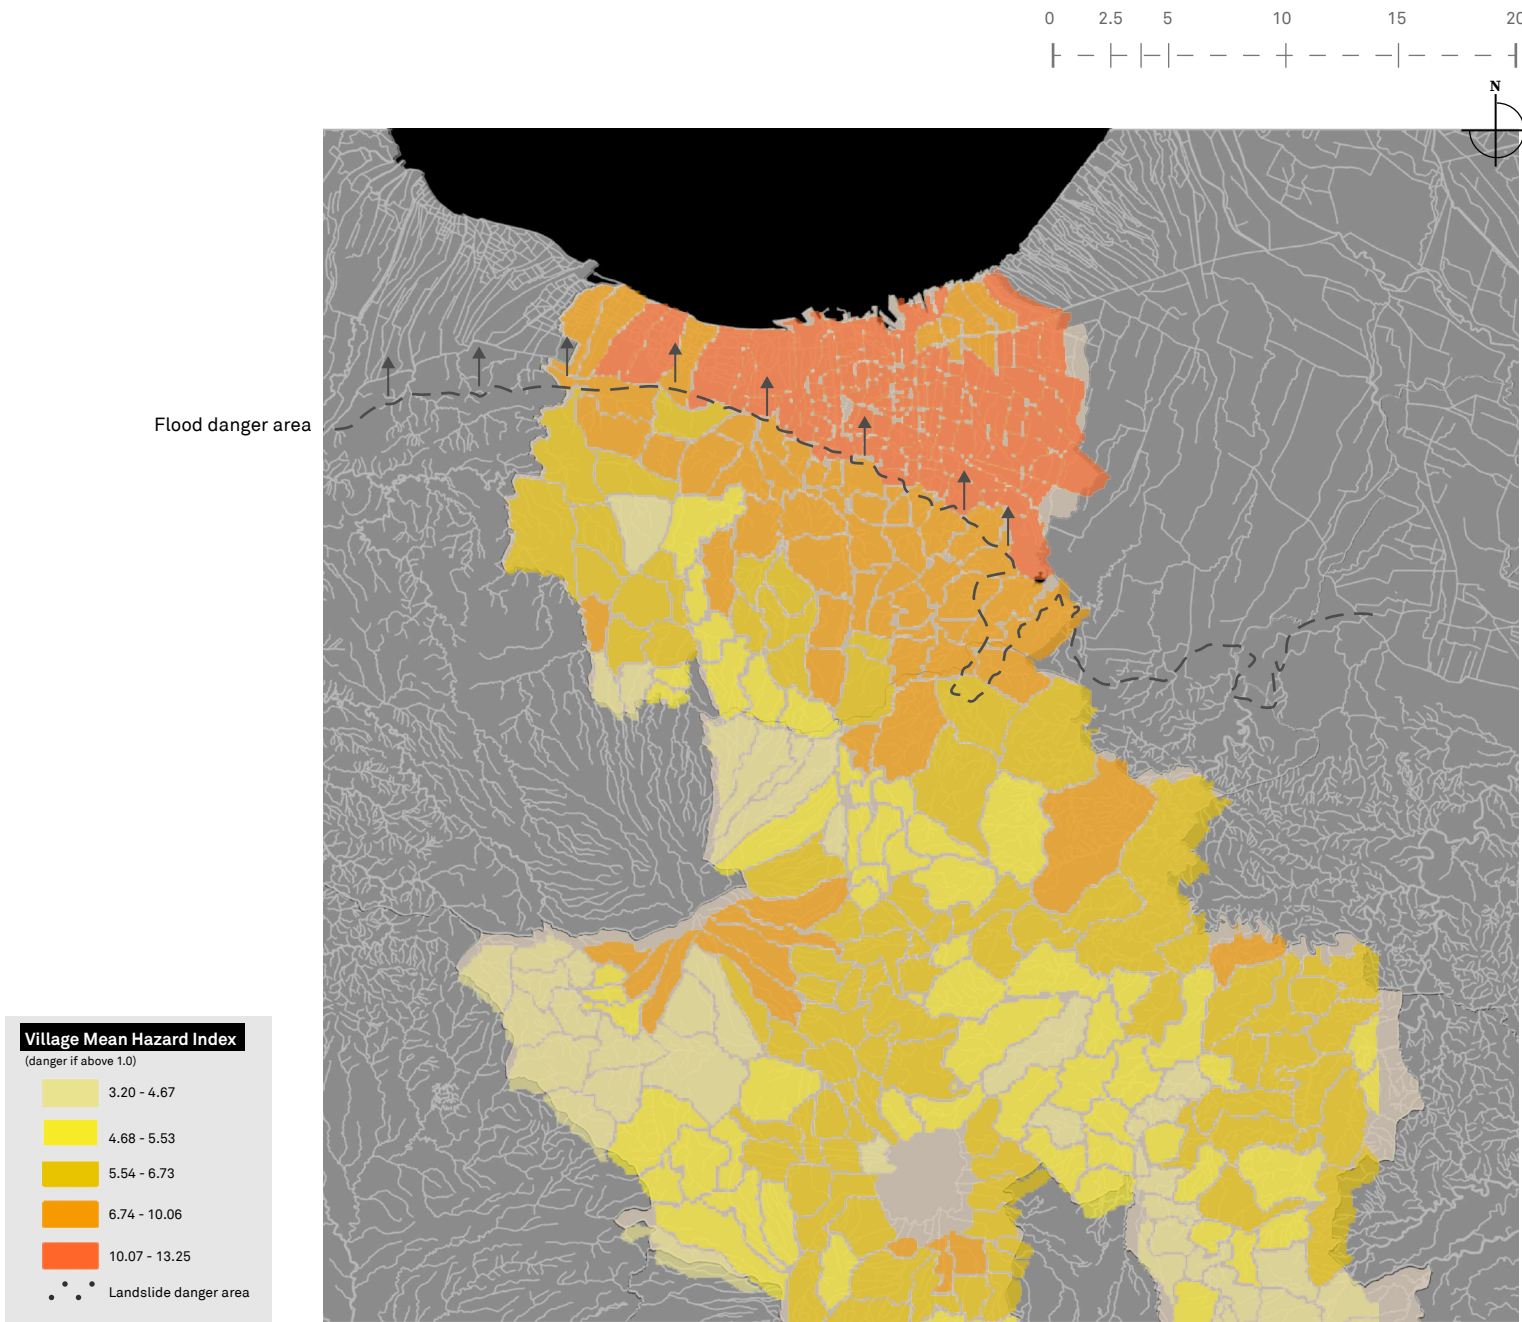 0 2.5 5 10 15 20
N
Flood danger area
Village Mean Hazard Index
(danger if above 1.0)
3.20 - 4.67
4.68 - 5.53
5.54 - 6.73
6.74 - 10.06
10.07 - 13.25
Landslide danger area